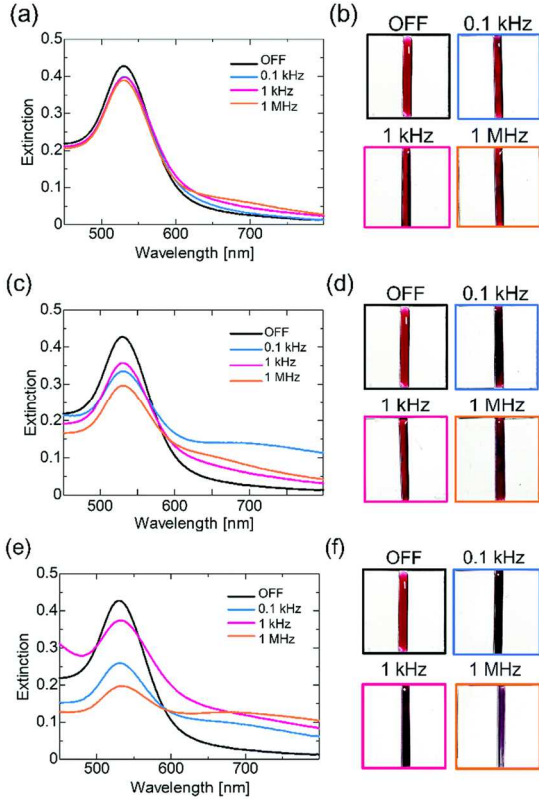 (a)
0.5
0.4
0.3
0.2
0.1
0
500
600
700
Extinction
Wavelength [nm]
OFF
0.1 kHz
1 kHz
1 MHz
(b)
OFF 0.1 kHz
1 kHz 1 MHz
(c)
0.5
0.4
0.3
0.2
0.1
0
500
600
700
Extinction
Wavelength [nm]
OFF
0.1 kHz
1 kHz
1 MHz
(d)
OFF 0.1 kHz
1 kHz 1 MHz
(e)
0.5
0.4
0.3
0.2
0.1
0
500
600
700
Extinction
Wavelength [nm]
OFF
0.1 kHz
1 kHz
1 MHz
(f)
OFF 0.1 kHz
1 kHz 1 MHz